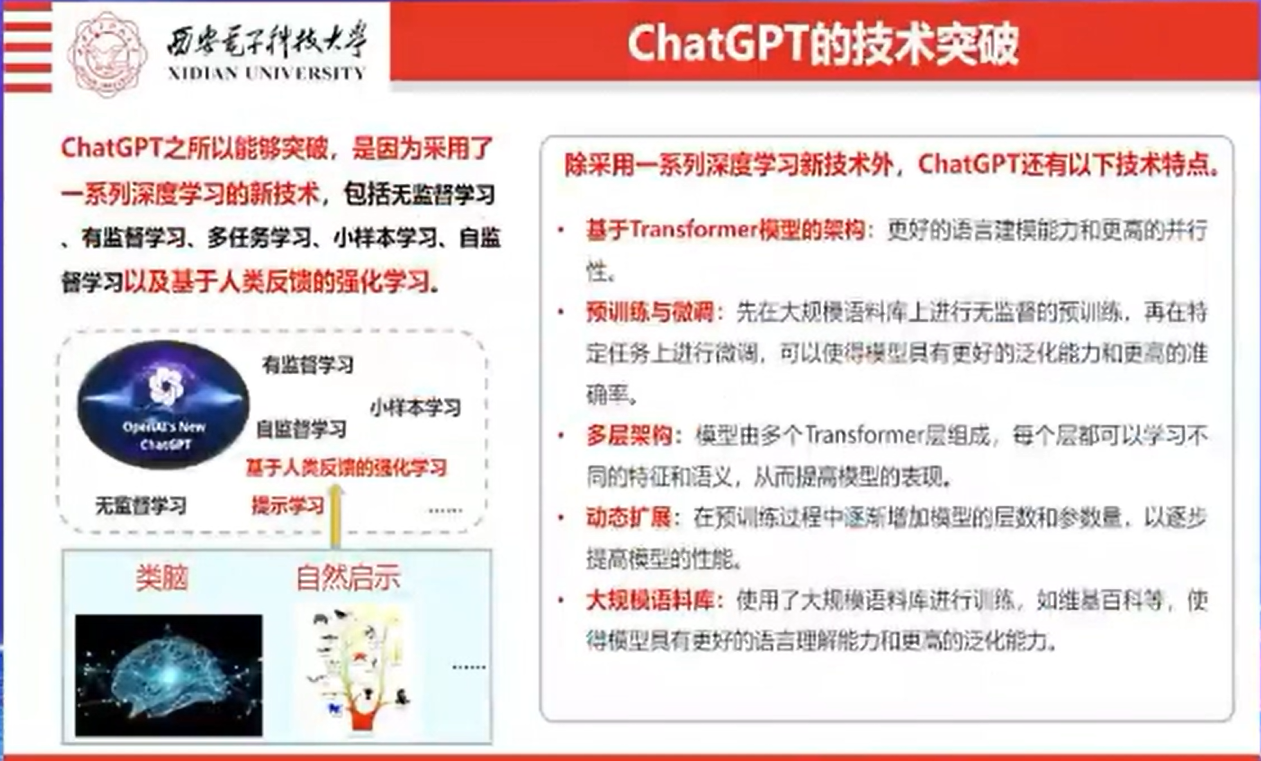 西安电子科技大学
XIDIAN UNIVERSITY
ChatGPT的技术突破
ChatGPT之所以能够突破，是因为采用了
一系列深度学习的新技术，包括无监督学习
、有监督学习、多任务学习、小样本学习、自监
督学习以及基于人类反馈的强化学习。
OpenAI's New
ChatGPT
有监督学习
小样本学习
自监督学习
基于人类反馈的强化学习
无监督学习
提示学习
......
类脑
自然启示
......
除采用一系列深度学习新技术外，ChatGPT还有以下技术特点。
• 基于Transformer模型的架构：更好的语言建模能力和更高的并行
性。
• 预训练与微调：先在大规模语料库上进行无监督的预训练，再在特
定任务上进行微调，可以使得模型具有更好的泛化能力和更高的准
确率。
• 多层架构：模型由多个Transformer层组成，每个层都可以学习不
同的特征和语义，从而提高模型的表现。
• 动态扩展：在预训练过程中逐渐增加模型的层数和参数量，以逐步
提高模型的性能。
• 大规模语料库：使用了大规模语料库进行训练，如维基百科等，使
得模型具有更好的语言理解能力和更高的泛化能力。